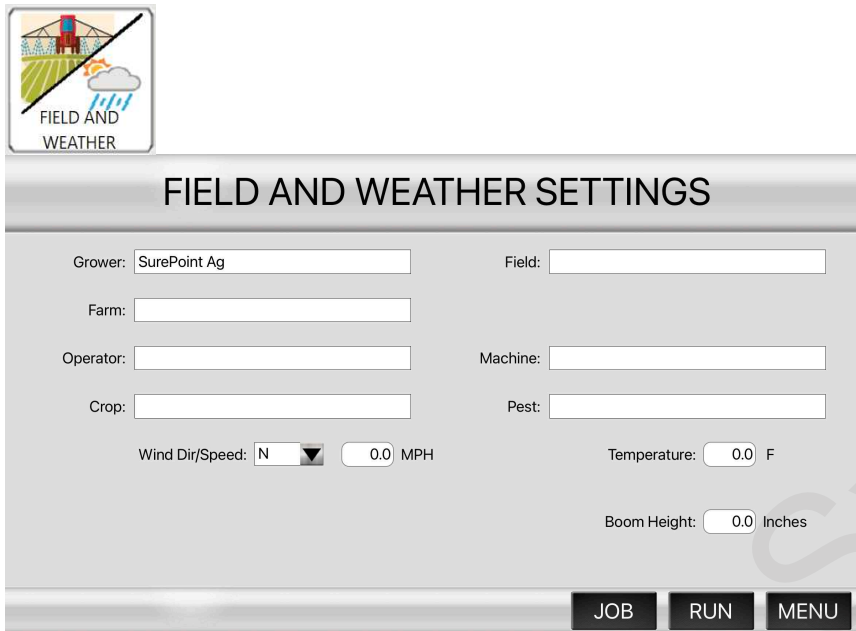 FIELD AND
WEATHER
FIELD AND WEATHER SETTINGS
Grower: SurePoint Ag Field:
Farm:
Operator: Machine:
Crop: Pest:
Wind Dir/Speed: N 0.0 MPH Temperature: 0.0 F
Boom Height: 0.0 Inches
JOB RUN MENU